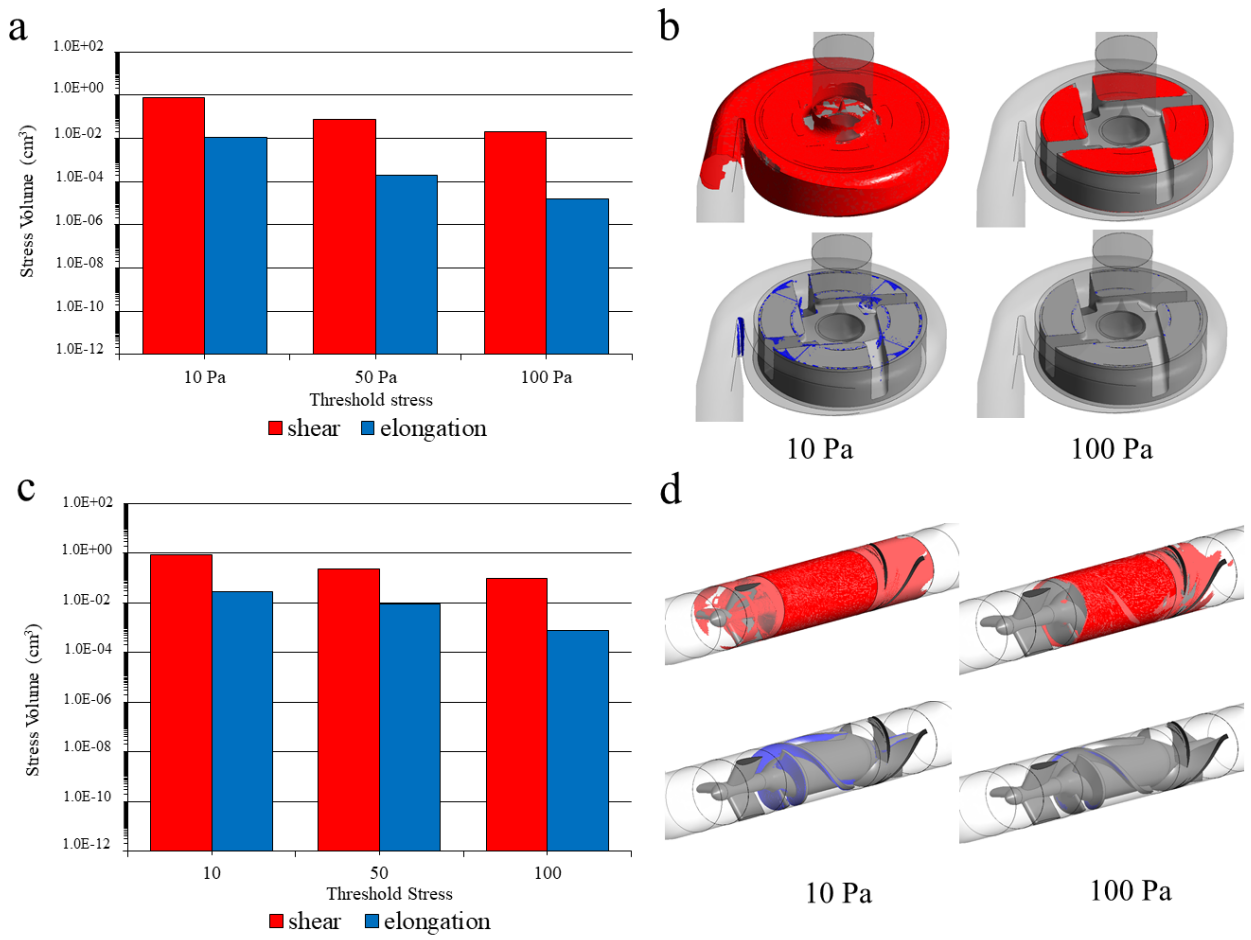 a
1.0E+02
1.0E+00
1.0E-02
1.0E-04
1.0E-06
1.0E-08
1.0E-10
1.0E-12
Stress Volume (cm³)
10 Pa 50 Pa 100 Pa
Threshold stress
shear elongation
b
10 Pa 100 Pa
c
1.0E+02
1.0E+00
1.0E-02
1.0E-04
1.0E-06
1.0E-08
1.0E-10
1.0E-12
Stress Volume (cm³)
10 50 100
Threshold Stress
shear elongation
d
10 Pa 100 Pa